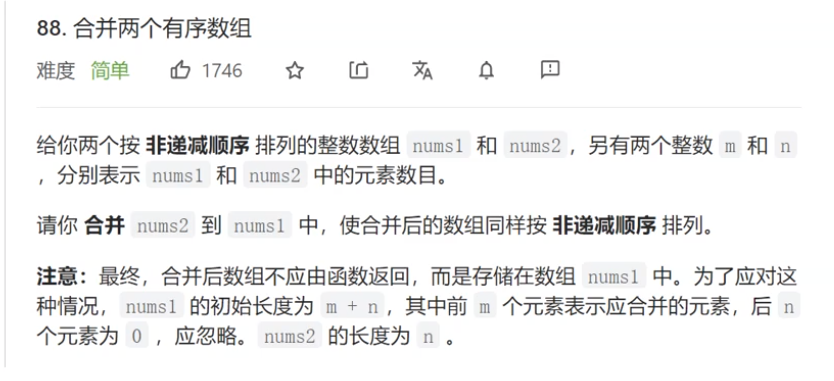 88. 合并两个有序数组
难度 简单 1746
给你两个按 非递减顺序 排列的整数数组 nums1 和 nums2，另有两个整数 m 和 n
，分别表示 nums1 和 nums2 中的元素数目。
请你 合并 nums2 到 nums1 中，使合并后的数组同样按 非递减顺序 排列。
注意：最终，合并后数组不应由函数返回，而是存储在数组 nums1 中。为了应对这
种情况，nums1 的初始长度为 m + n，其中前 m 个元素表示应合并的元素，后 n
个元素为 0 ，应忽略。nums2 的长度为 n 。